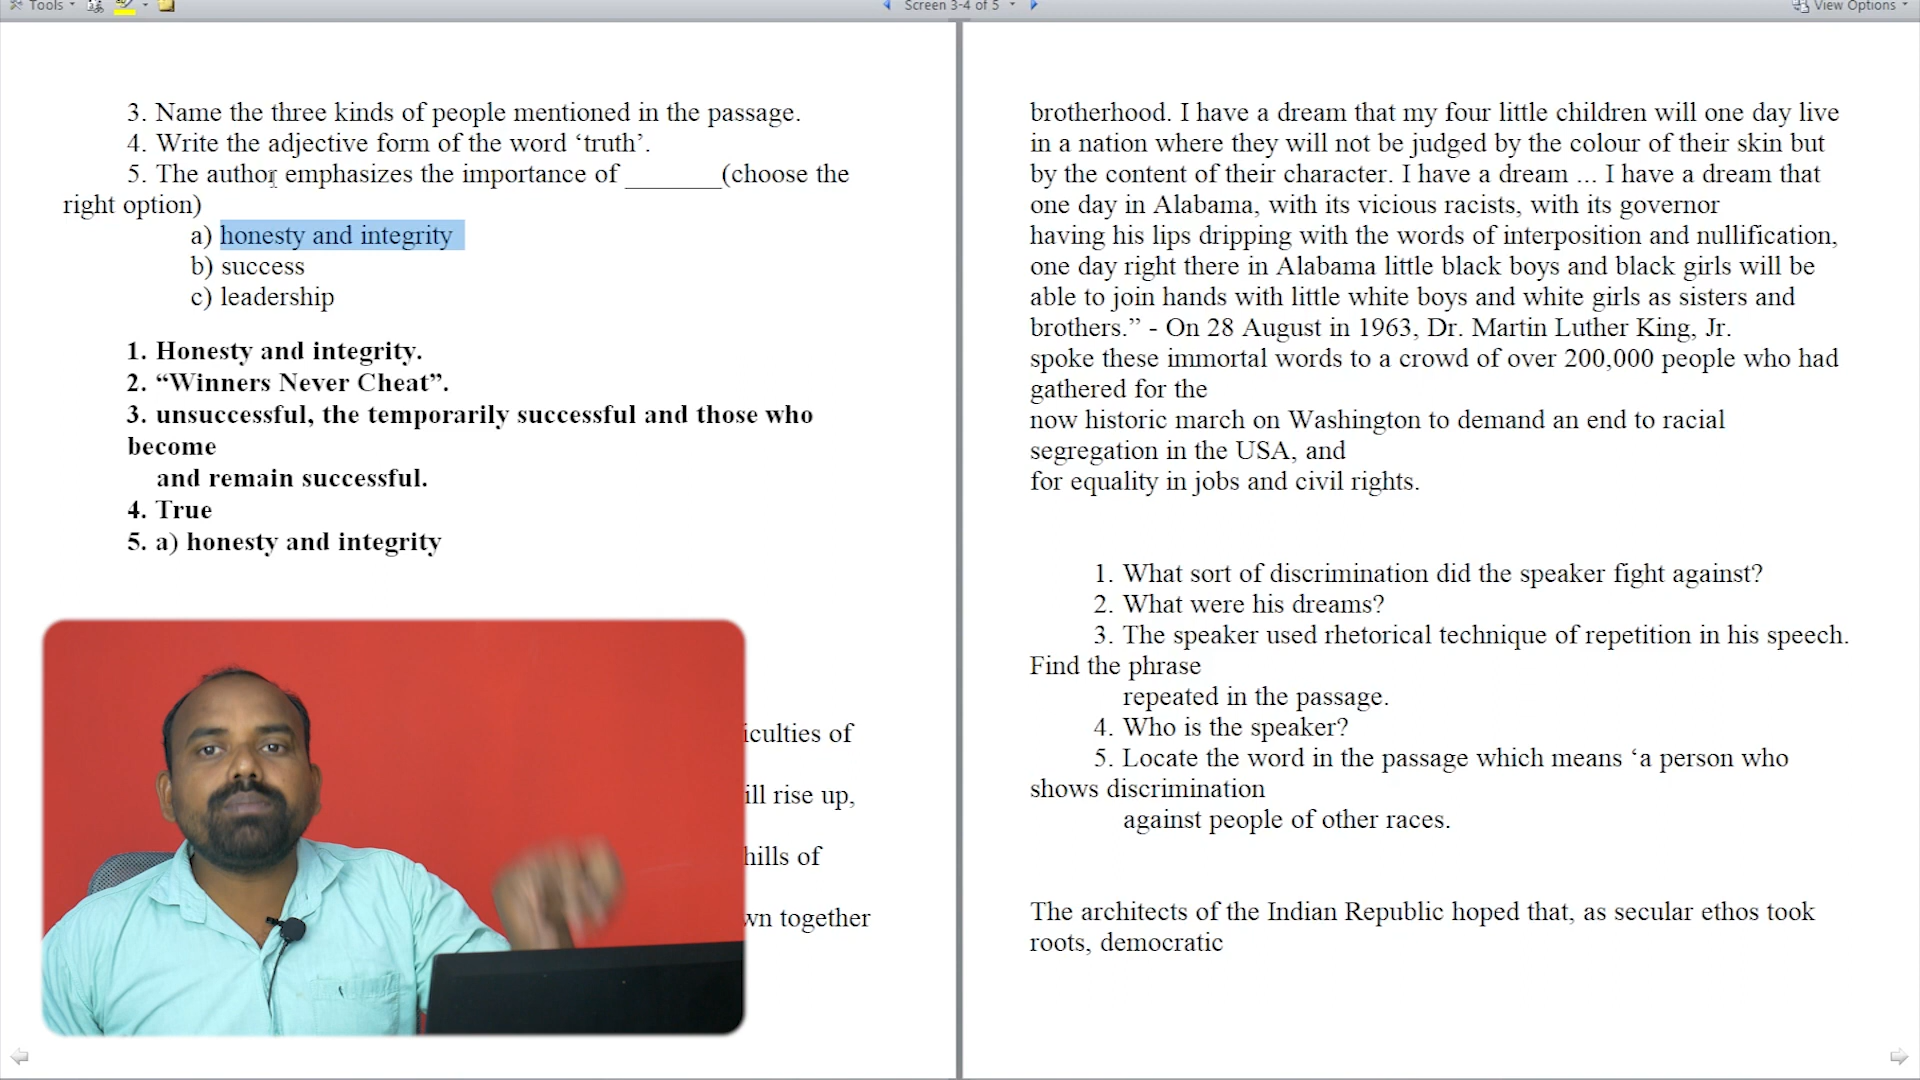 Tools
Screen 3-4 of 5
View Options
3. Name the three kinds of people mentioned in the passage.
4. Write the adjective form of the word ‘truth’.
5. The author emphasizes the importance of _______(choose the
right option)
a) honesty and integrity
b) success
c) leadership
1. Honesty and integrity.
2. “Winners Never Cheat”.
3. unsuccessful, the temporarily successful and those who
become
and remain successful.
4. True
5. a) honesty and integrity
iculties of
ill rise up,
hills of
wn together
brotherhood. I have a dream that my four little children will one day live
in a nation where they will not be judged by the colour of their skin but
by the content of their character. I have a dream ... I have a dream that
one day in Alabama, with its vicious racists, with its governor
having his lips dripping with the words of interposition and nullification,
one day right there in Alabama little black boys and black girls will be
able to join hands with little white boys and white girls as sisters and
brothers.” - On 28 August in 1963, Dr. Martin Luther King, Jr.
spoke these immortal words to a crowd of over 200,000 people who had
gathered for the
now historic march on Washington to demand an end to racial
segregation in the USA, and
for equality in jobs and civil rights.
1. What sort of discrimination did the speaker fight against?
2. What were his dreams?
3. The speaker used rhetorical technique of repetition in his speech.
Find the phrase
repeated in the passage.
4. Who is the speaker?
5. Locate the word in the passage which means ‘a person who
shows discrimination
against people of other races.
The architects of the Indian Republic hoped that, as secular ethos took
roots, democratic